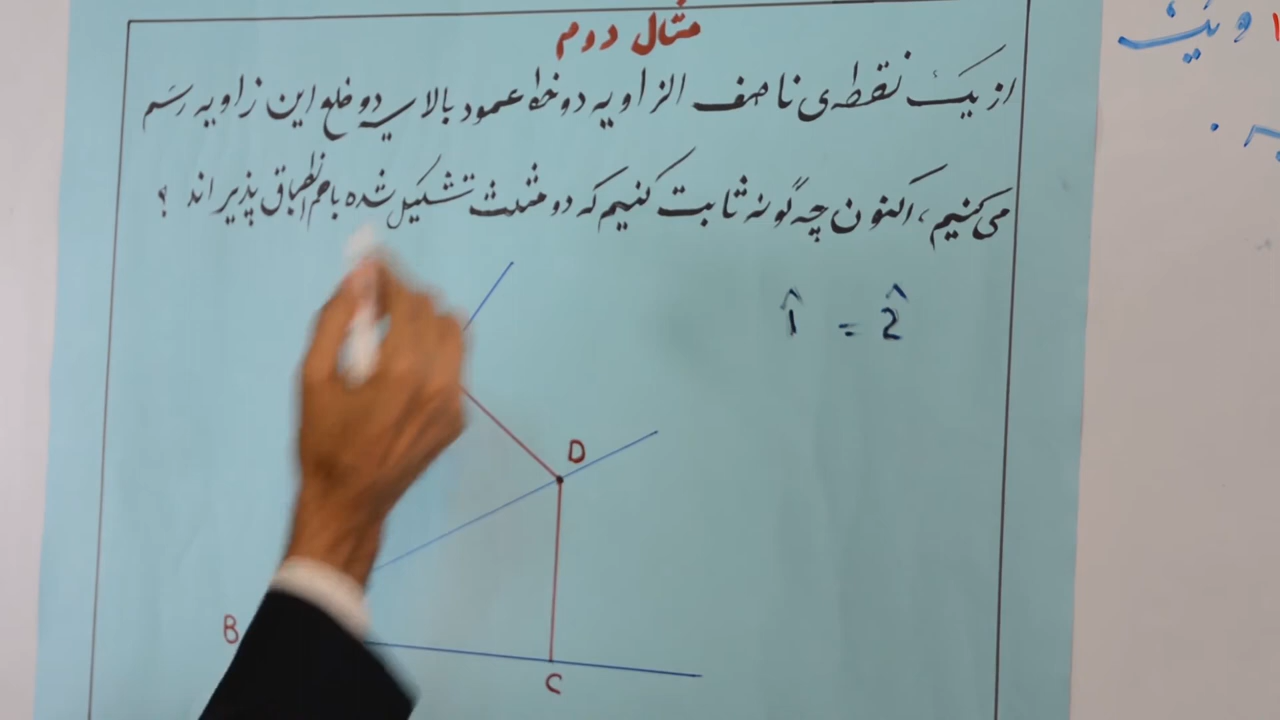 مثال دوم
از یک نقطه‌ی ناصف الزاویه دو خط عمود بالای دو ضلع این زاویه رسم
می کنیم، اکنون چه گونه ثابت کنیم که دو مثلث تشکیل شده باهم انطباق پذیر اند ؟
1̂ = 2̂
D
B
C